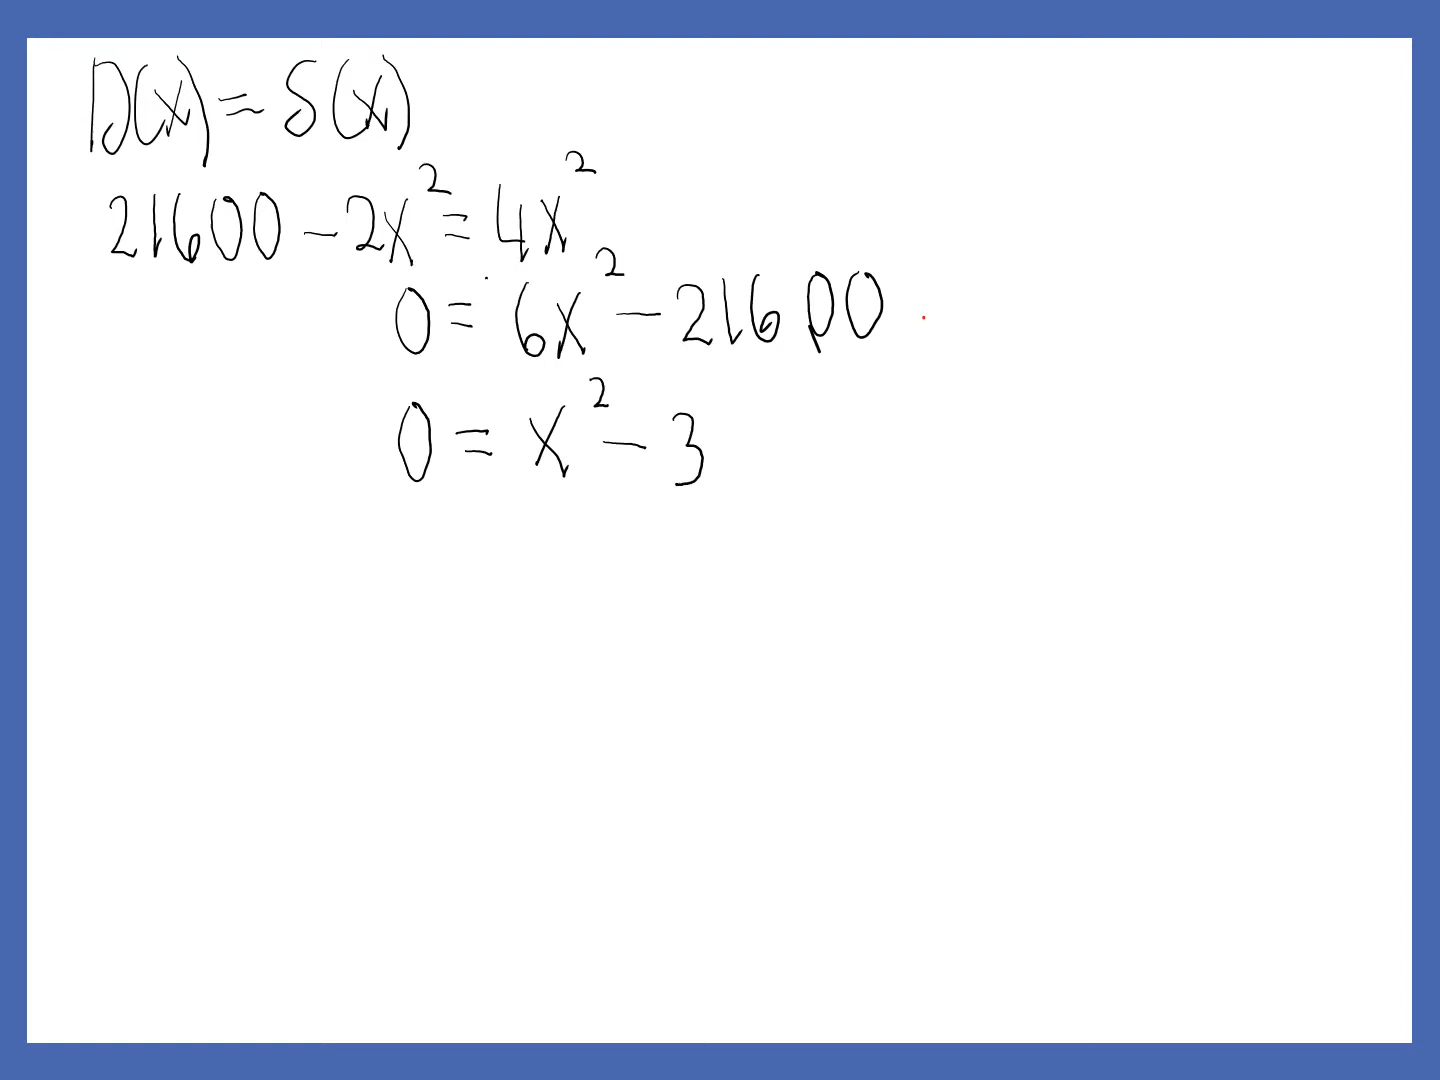 D(x) = S(x)
21600 - 2x² = 4x²
0 = 6x² - 21600
0 = x² - 3